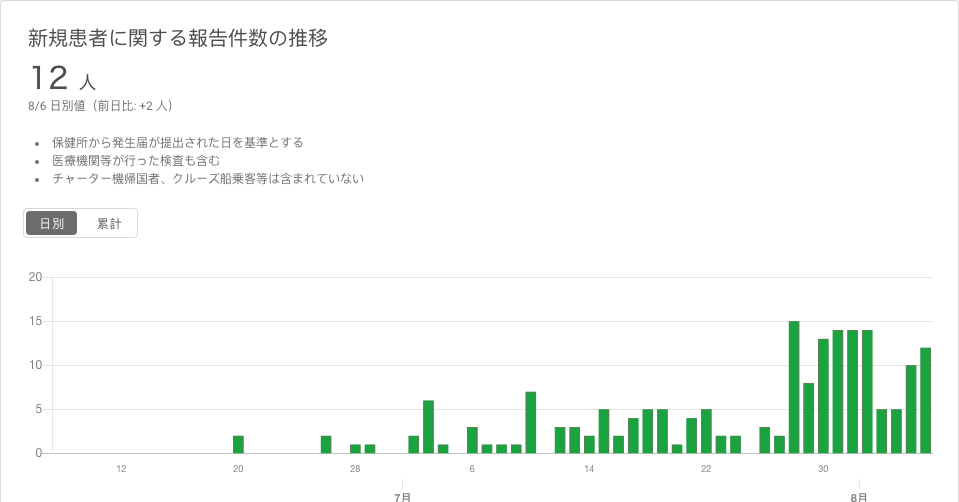 新規患者に関する報告件数の推移
12 人
8/6 日別値（前日比: +2 人）
保健所から発生届が提出された日を基準とする
医療機関等が行った検査も含む
チャーター機帰国者、クルーズ船乗客等は含まれていない
日別 累計
20
15
10
5
0
12 20 28 6 14 22 30
7月 8月